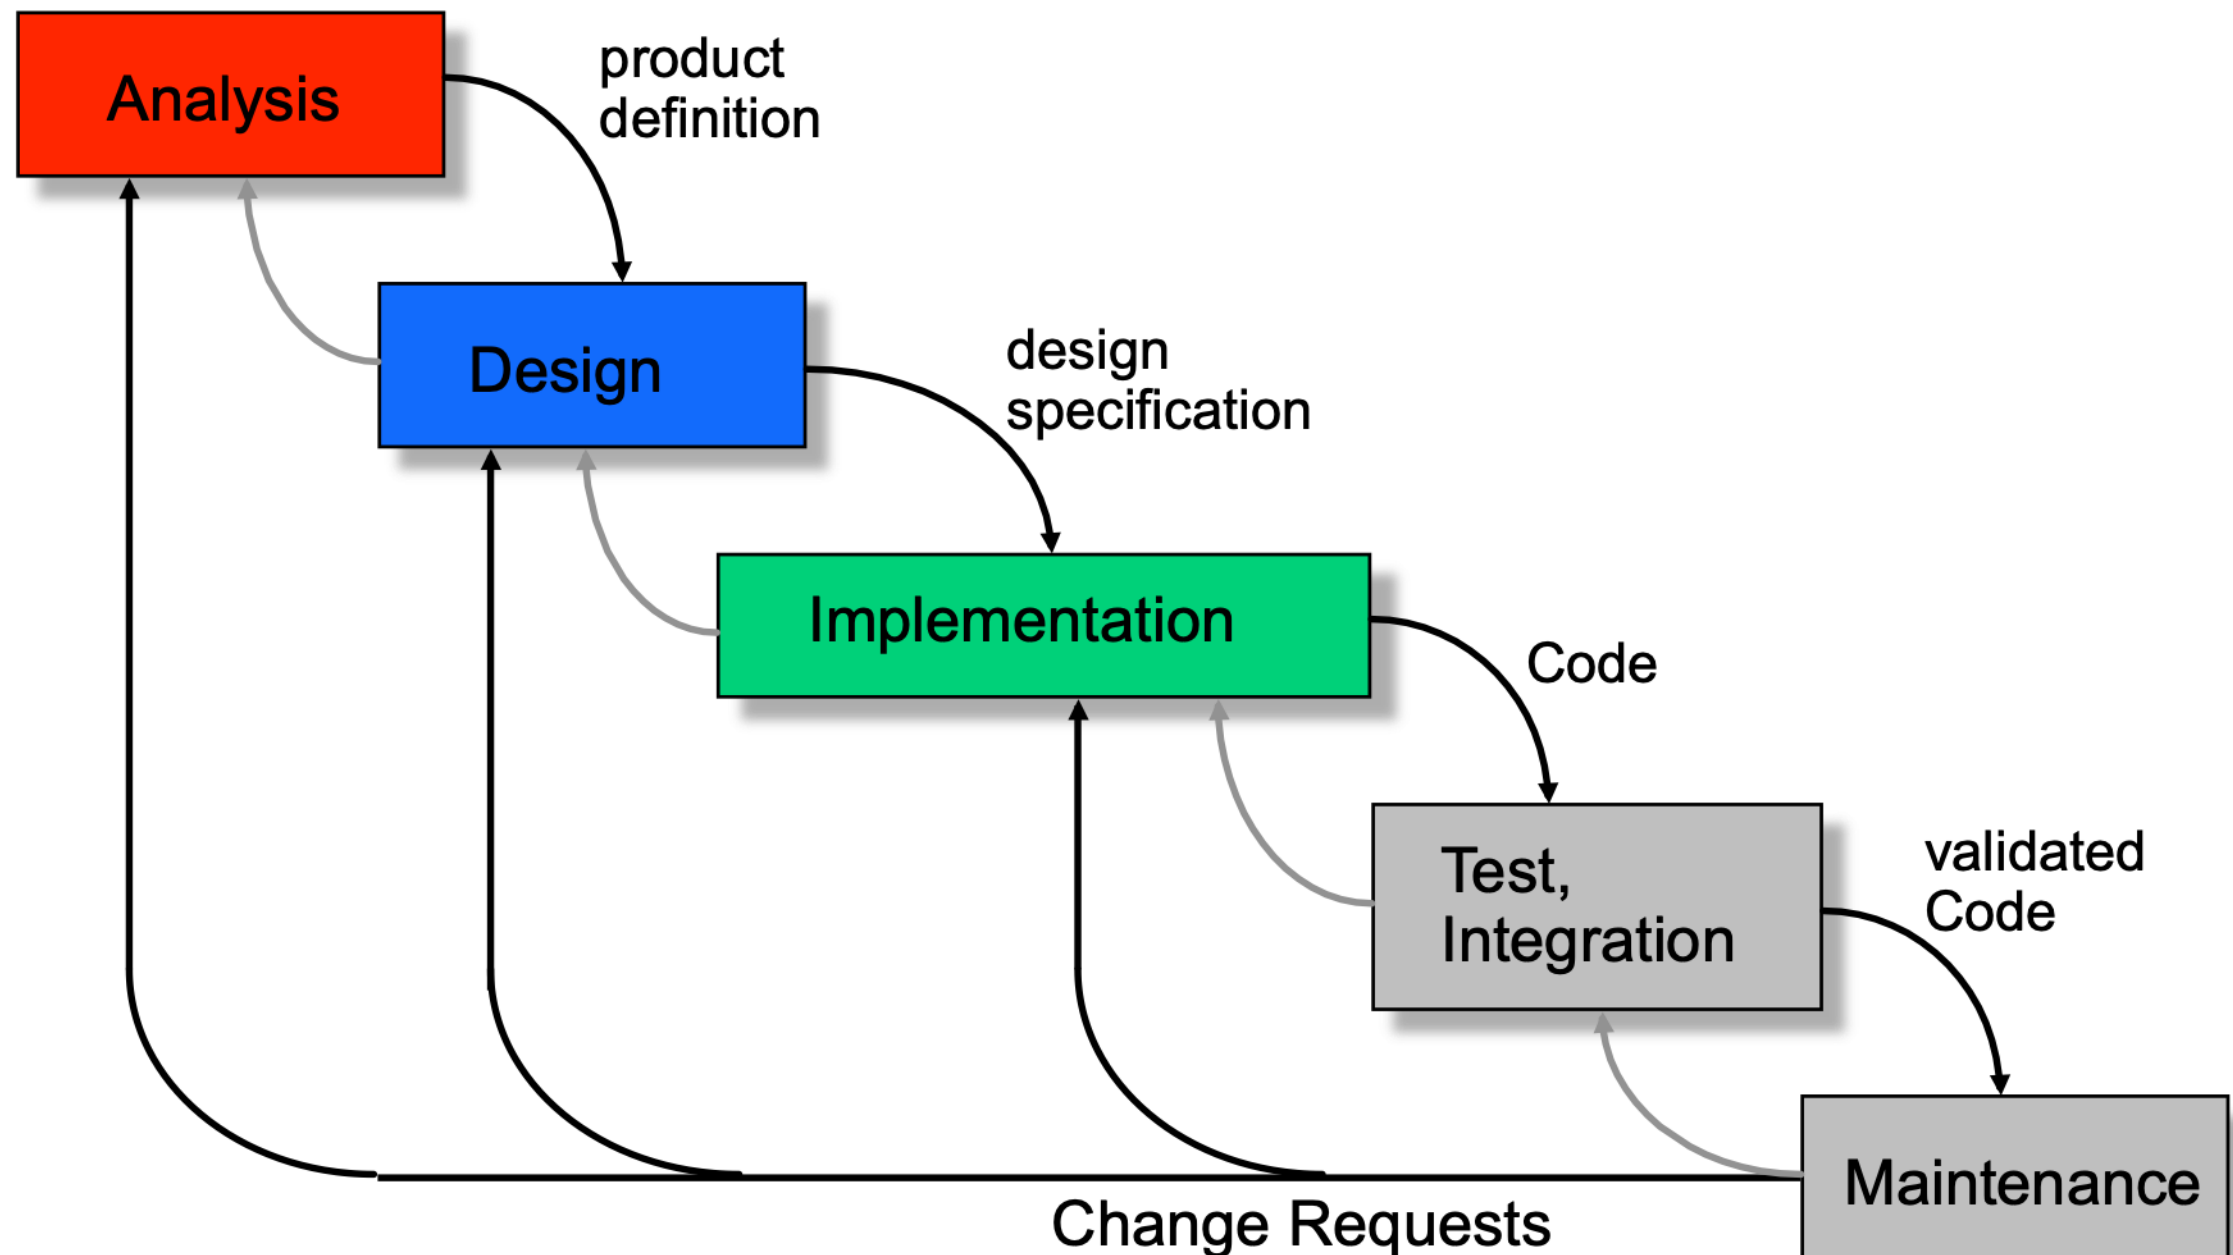 Analysis
product
definition
Design
design
specification
Implementation
Code
Test,
Integration
validated
Code
Maintenance
Change Requests